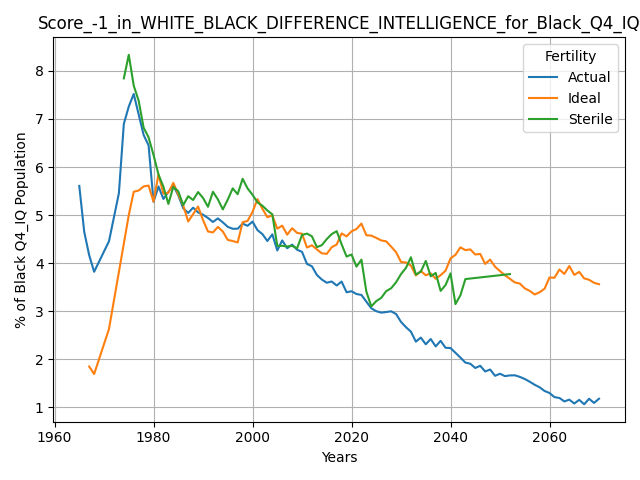 Score_-1_in_WHITE_BLACK_DIFFERENCE_INTELLIGENCE_for_Black_Q4_IQ
Fertility
Actual
Ideal
Sterile
% of Black Q4_IQ Population
8
7
6
5
4
3
2
1
1960
1980
2000
2020
2040
2060
Years